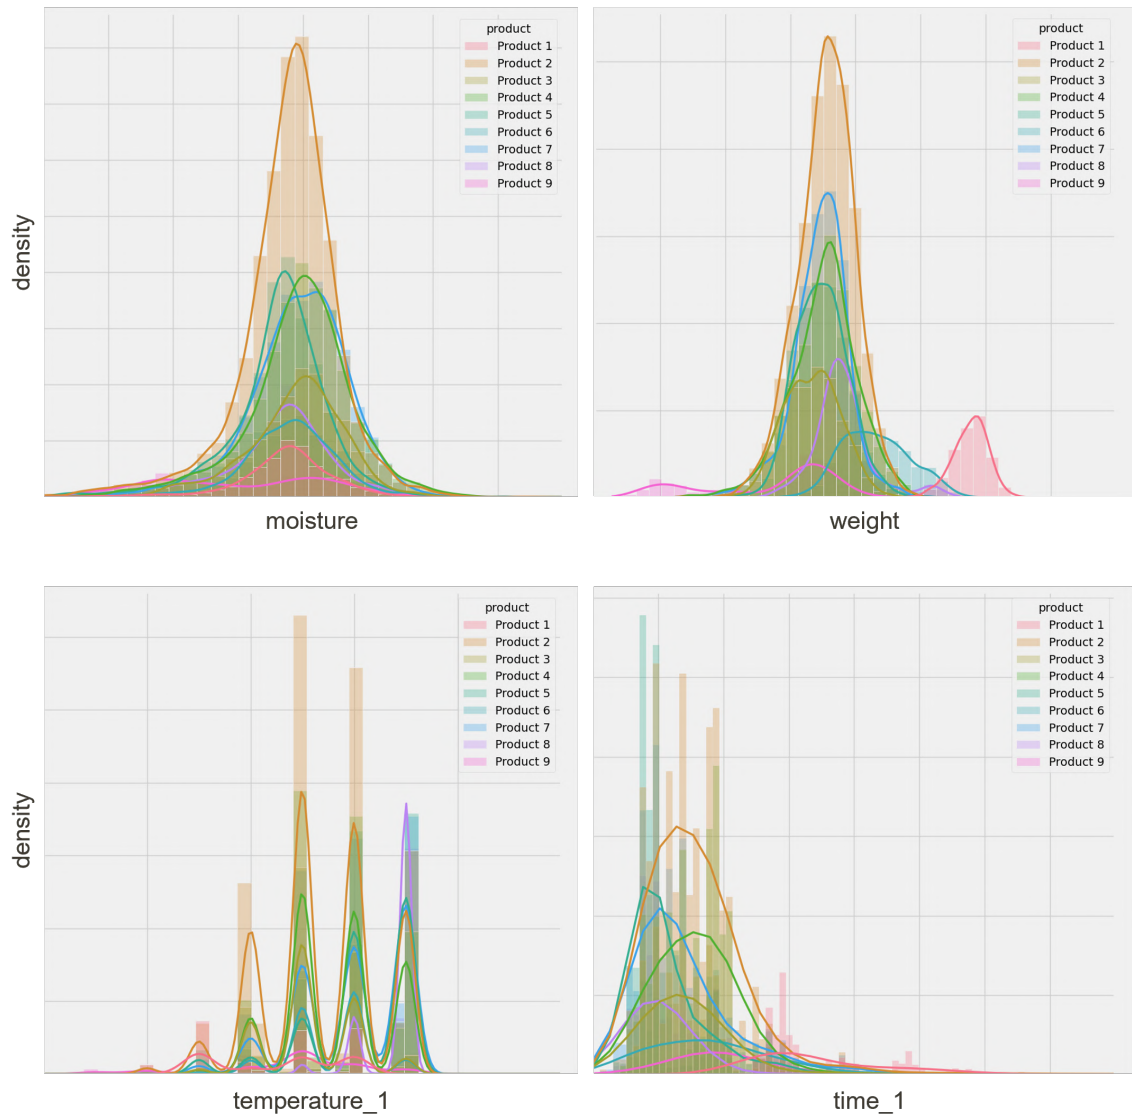 product
Product 1
Product 2
Product 3
Product 4
Product 5
Product 6
Product 7
Product 8
Product 9
density
moisture
product
Product 1
Product 2
Product 3
Product 4
Product 5
Product 6
Product 7
Product 8
Product 9
weight
product
Product 1
Product 2
Product 3
Product 4
Product 5
Product 6
Product 7
Product 8
Product 9
density
temperature_1
product
Product 1
Product 2
Product 3
Product 4
Product 5
Product 6
Product 7
Product 8
Product 9
time_1